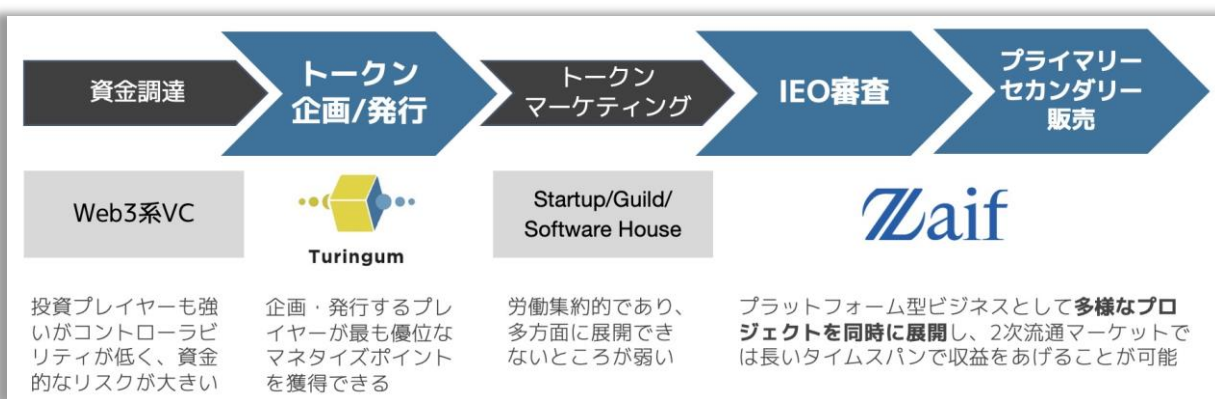 資金調達
トークン
企画/発行
トークン
マーケティング
IEO審査
プライマリー
セカンダリー
販売
Web3系VC
Turingum
Startup/Guild/
Software House
Zaif
投資プレイヤーも強
いがコントローラビ
リティが低く、資金
的なリスクが大きい
企画・発行するプレ
イヤーが最も優位な
マネタイズポイント
を獲得できる
労働集約的であり、
多方面に展開でき
ないところが弱い
プラットフォーム型ビジネスとして多様なプロ
ジェクトを同時に展開し、2次流通マーケットで
は長いタイムスパンで収益をあげることが可能